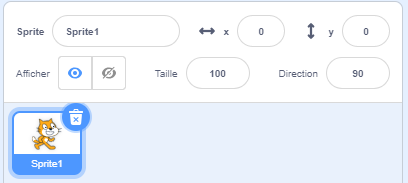 Sprite Sprite1 x 0 y 0
Afficher Taille 100 Direction 90
Sprite1